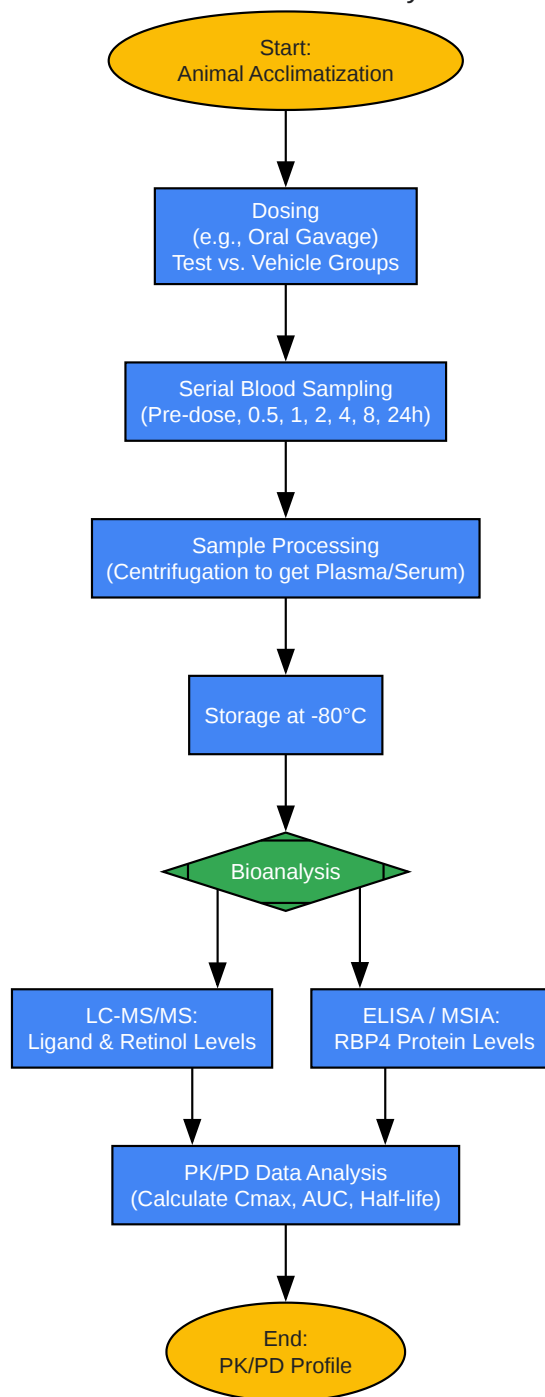 Start:
Animal Acclimatization
Dosing
(e.g., Oral Gavage)
Test vs. Vehicle Groups
Serial Blood Sampling
(Pre-dose, 0.5, 1, 2, 4, 8, 24h)
Sample Processing
(Centrifugation to get Plasma/Serum)
Storage at -80°C
Bioanalysis
LC-MS/MS:
Ligand & Retinol Levels
ELISA / MSIA:
RBP4 Protein Levels
PK/PD Data Analysis
(Calculate Cmax, AUC, Half-life)
End:
PK/PD Profile